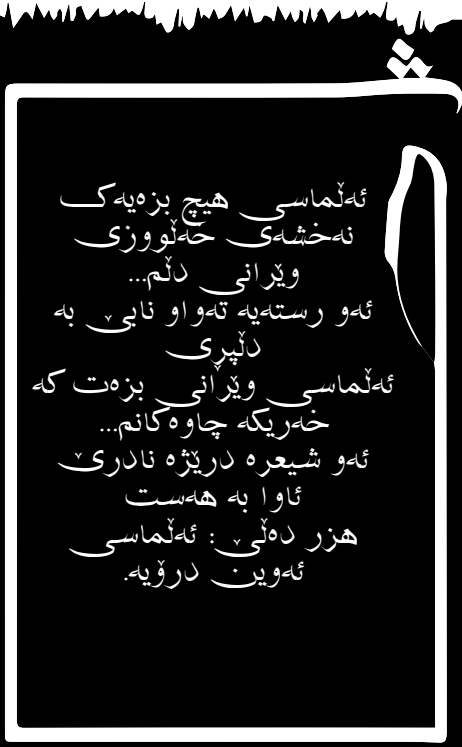 ئەڵماسی هیچ بزەیەک
نەخشەی خەڵووزی
وێرانی دڵم...
ئەو رستەیە تەواو نابێ بە
دڵپڕی
ئەڵماسی وێرانی بزەت کە
خەریکە چاوەکانم...
ئەو شیعرە درێژە نادرێ
ئاوا بە هەست
هزر دەڵێ: ئەڵماسی
ئەوین درۆیە.